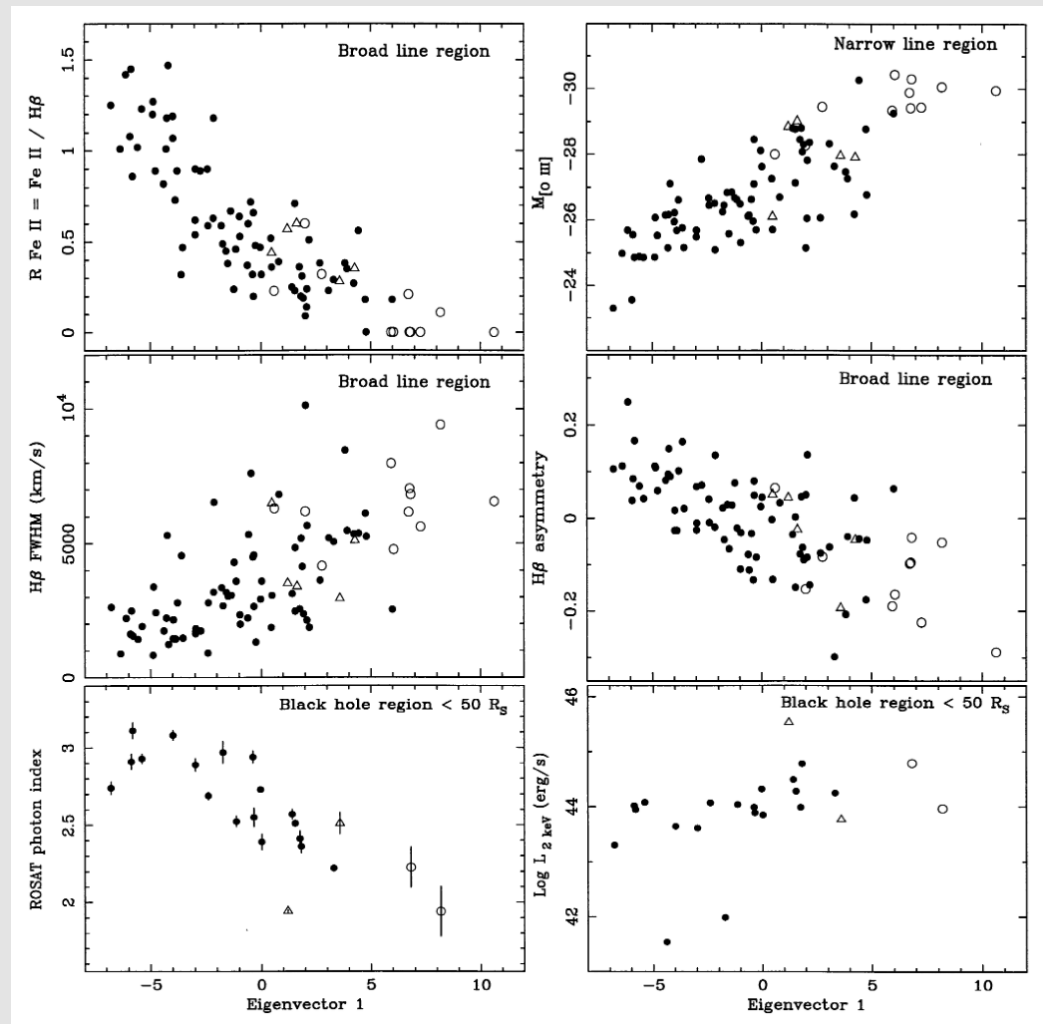 Broad line region
R Fe II = Fe II / Hβ
0
0.5
1
1.5
Narrow line region
M[O III]
-30
-28
-26
-24
Broad line region
Hβ FWHM (km/s)
0
5000
10⁴
Broad line region
Hβ asymmetry
0.2
0
-0.2
Black hole region < 50 R_S
ROSAT photon index
3
2.5
2
-5
0
5
10
Eigenvector 1
Black hole region < 50 R_S
Log L_2 keV (erg/s)
46
44
42
-5
0
5
10
Eigenvector 1